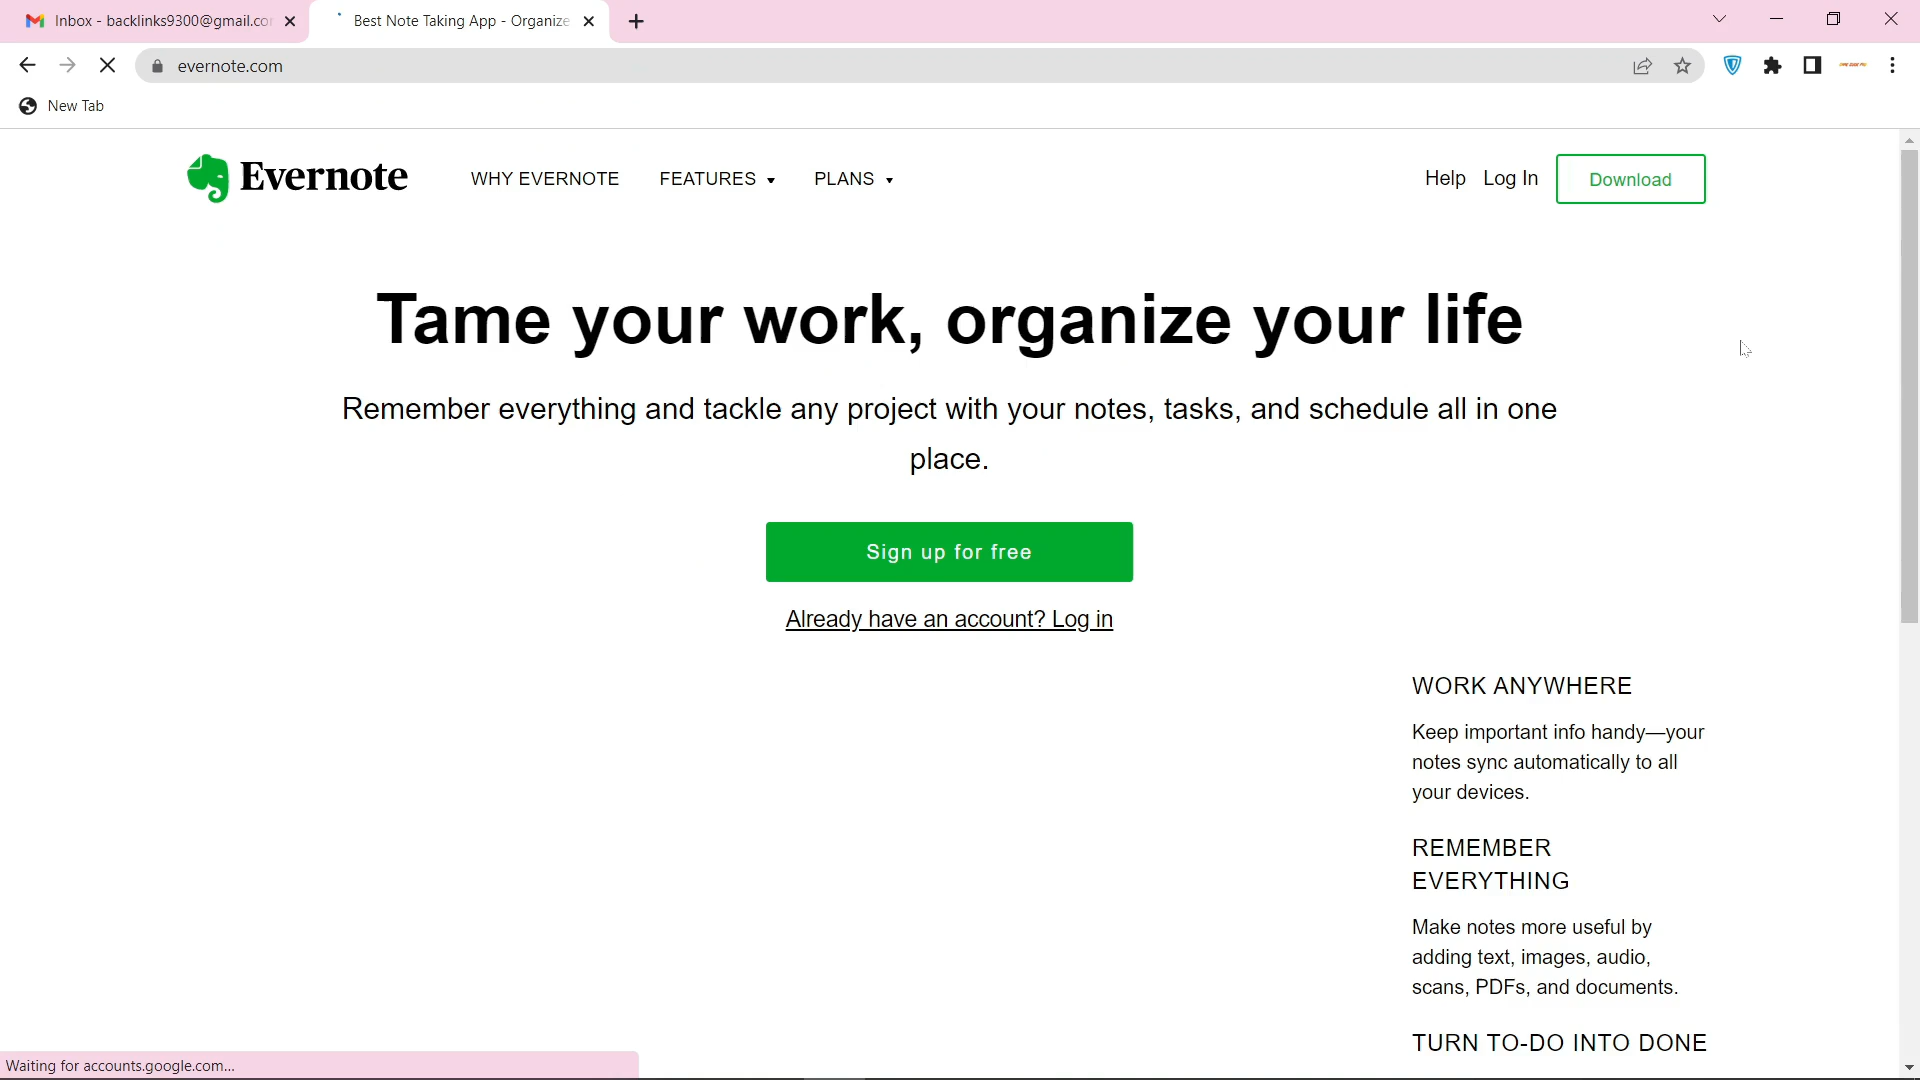 Inbox - backlinks9300@gmail.co
Best Note Taking App - Organize
evernote.com
New Tab
Evernote
WHY EVERNOTE
FEATURES
PLANS
Help
Log In
Download
Tame your work, organize your life
Remember everything and tackle any project with your notes, tasks, and schedule all in one
place.
Sign up for free
Already have an account? Log in
WORK ANYWHERE
Keep important info handy—your
notes sync automatically to all
your devices.
REMEMBER
EVERYTHING
Make notes more useful by
adding text, images, audio,
scans, PDFs, and documents.
TURN TO-DO INTO DONE
Waiting for accounts.google.com...